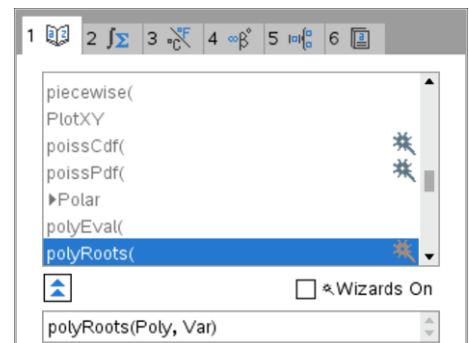 1 2 ∫Σ 3 °C°F 4 ∞β° 5 6
piecewise(
PlotXY
poissCdf(
poissPdf(
▶Polar
polyEval(
polyRoots(
Wizards On
polyRoots(Poly, Var)